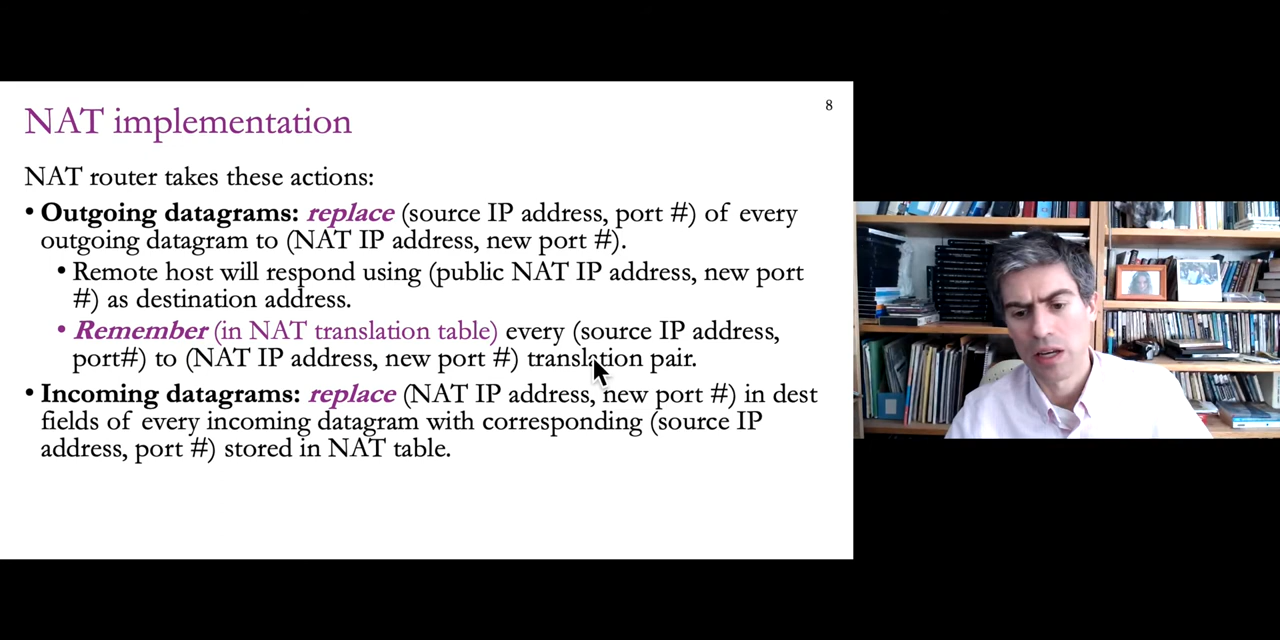 8
NAT implementation
NAT router takes these actions:
• Outgoing datagrams: replace (source IP address, port #) of every
outgoing datagram to (NAT IP address, new port #).
• Remote host will respond using (public NAT IP address, new port
#) as destination address.
• Remember (in NAT translation table) every (source IP address,
port#) to (NAT IP address, new port #) translation pair.
• Incoming datagrams: replace (NAT IP address, new port #) in dest
fields of every incoming datagram with corresponding (source IP
address, port #) stored in NAT table.